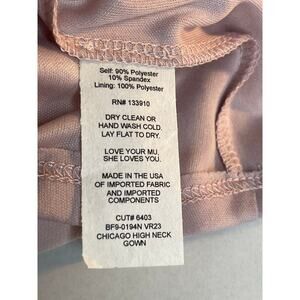 Self: 90% Polyester
10% Spandex
Lining: 100% Polyester
RN# 133910
DRY CLEAN OR
HAND WASH COLD.
LAY FLAT TO DRY.
LOVE YOUR MU,
SHE LOVES YOU.
MADE IN THE USA
OF IMPORTED FABRIC
AND IMPORTED
COMPONENTS
CUT# 6403
BF9-0194N VR23
CHICAGO HIGH NECK
GOWN